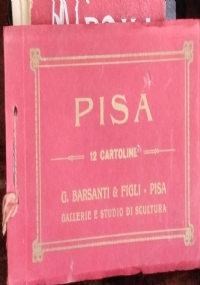 PISA
12 CARTOLINE
G. BARSANTI & FIGLI - PISA
GALLERIE E STUDIO DI SCULTURA